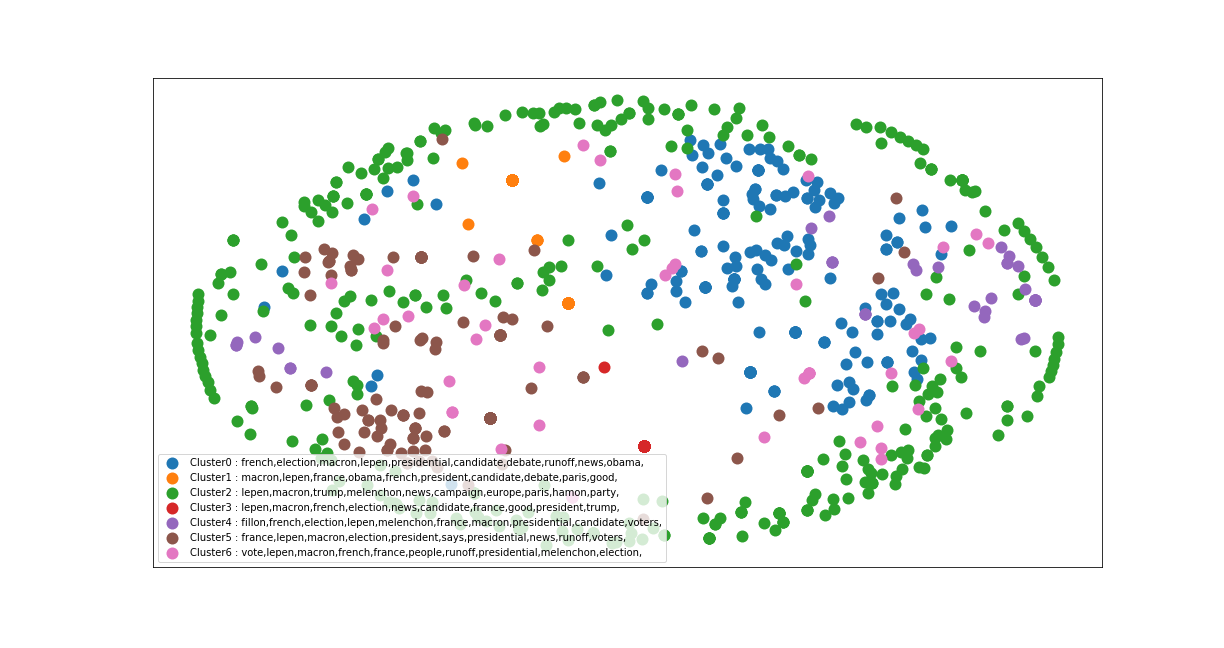 Cluster0 : french,election,macron,lepen,presidential,candidate,debate,runoff,news,obama,
Cluster1 : macron,lepen,france,obama,french,president,candidate,debate,paris,good,
Cluster2 : lepen,macron,trump,melenchon,news,campaign,europe,paris,hamon,party,
Cluster3 : lepen,macron,french,election,news,candidate,france,good,president,trump,
Cluster4 : fillon,french,election,lepen,melenchon,france,macron,presidential,candidate,voters,
Cluster5 : france,lepen,macron,election,president,says,presidential,news,runoff,voters,
Cluster6 : vote,lepen,macron,french,france,people,runoff,presidential,melenchon,election,